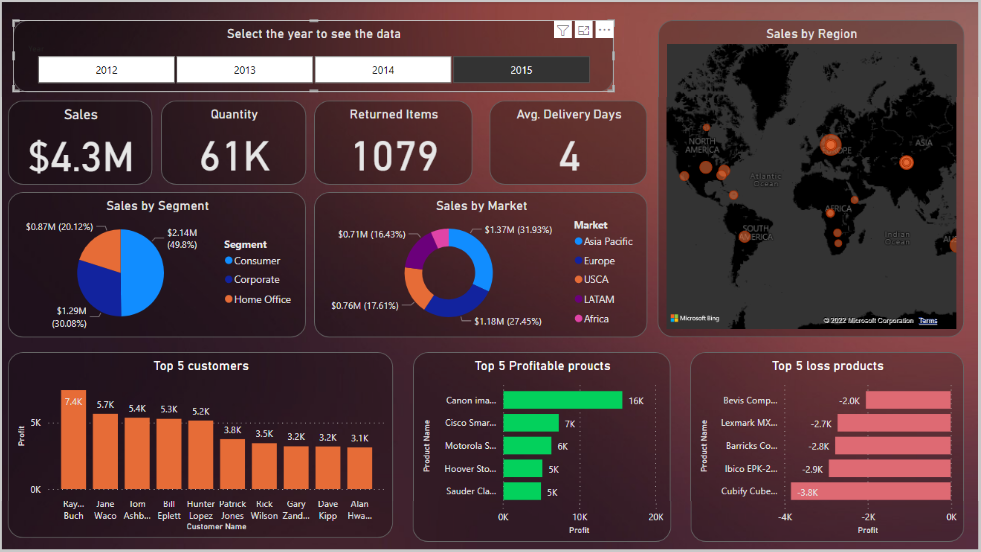 Select the year to see the data
2012
2013
2014
2015
Sales
$4.3M
Quantity
61K
Returned Items
1079
Avg. Delivery Days
4
Sales by Segment
$0.87M (20.12%)
$2.14M
(49.8%)
$1.29M
(30.08%)
Segment
Consumer
Corporate
Home Office
Sales by Market
$0.71M (16.43%)
$1.37M (31.93%)
$0.76M (17.61%)
$1.18M (27.45%)
Market
Asia Pacific
Europe
USCA
LATAM
Africa
Sales by Region
NORTH
AMERICA
OPE
ASIA
Atlantic
Ocean
AFRICA
SOUTH
AMERICA
Indian
Ocean
AU
Microsoft Bing
© 2022 Microsoft Corporation Terms
Top 5 customers
Profit
5K
0K
7.4K
5.7K
5.4K
5.3K
5.2K
3.8K
3.5K
3.2K
3.2K
3.1K
Ray... Jane Tom Bill Hunter Patrick Rick Gary Dave Alan
Buch Waco Ashb... Eplett Lopez Jones Wilson Zand... Kipp Hwa...
Customer Name
Top 5 Profitable proucts
Product Name
Canon ima... 16K
Cisco Smar... 7K
Motorola S... 6K
Hoover Sto... 5K
Sauder Cla... 5K
0K 10K 20K
Profit
Top 5 loss products
Product Name
Bevis Comp... -2.0K
Lexmark MX... -2.7K
Barricks Co... -2.8K
Ibico EPK-2... -2.9K
Cubify Cube... -3.8K
-4K -2K 0K
Profit